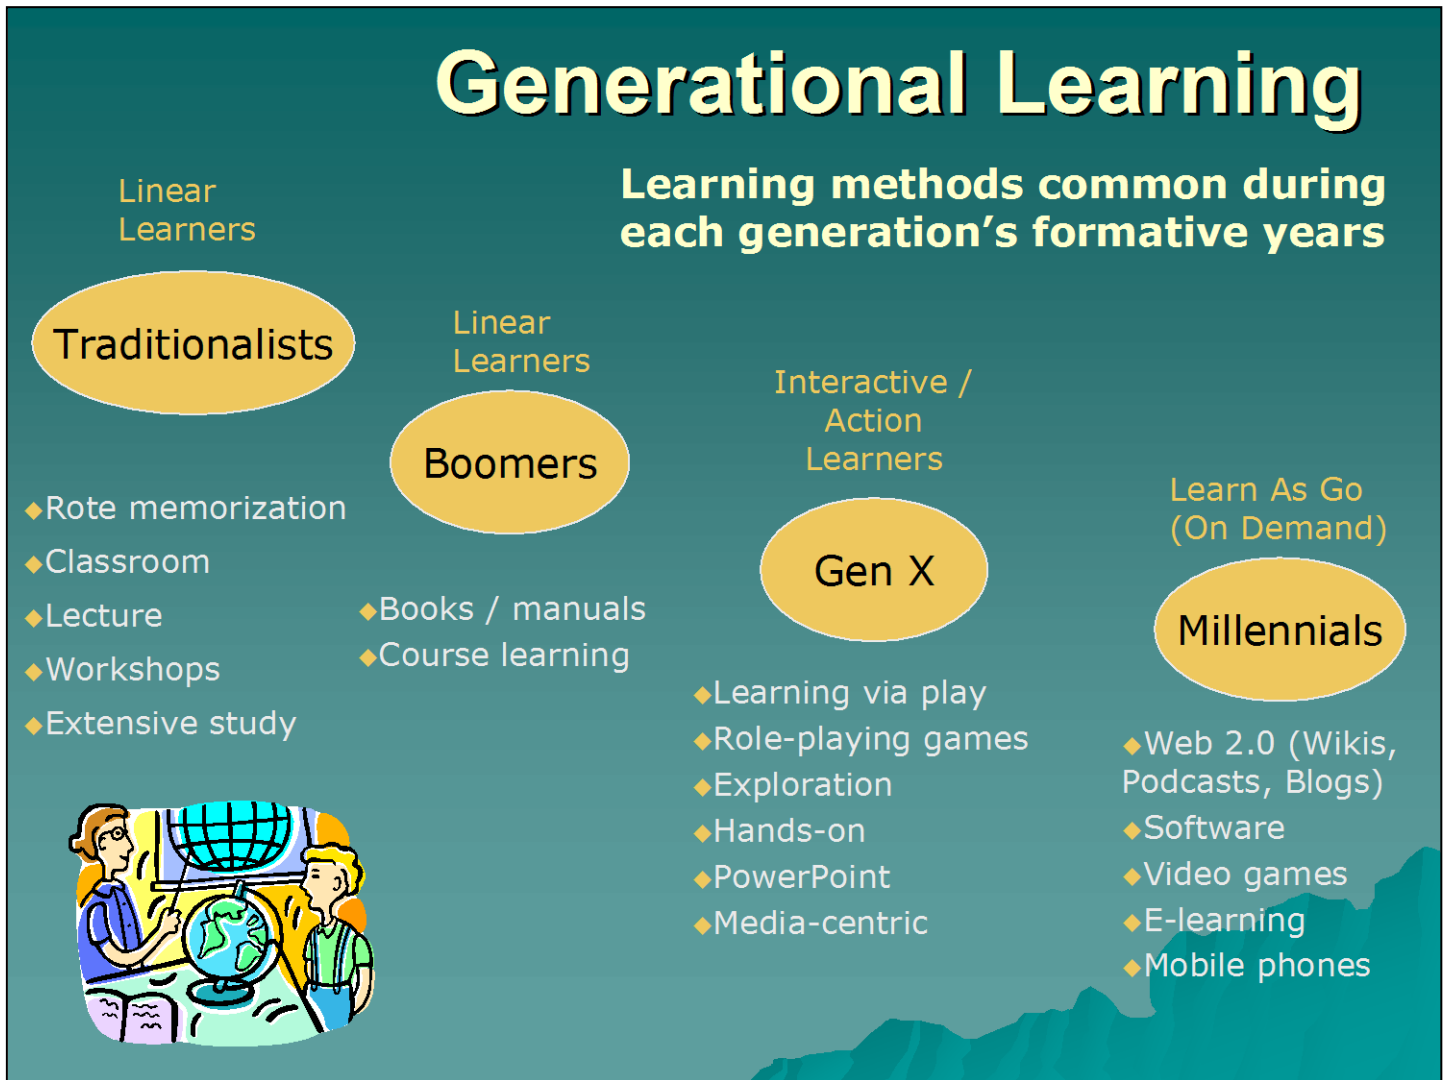 Generational Learning
Learning methods common during
each generation’s formative years
Linear
Learners
Traditionalists
◆Rote memorization
◆Classroom
◆Lecture
◆Workshops
◆Extensive study
Linear
Learners
Boomers
◆Books / manuals
◆Course learning
Interactive /
Action
Learners
Gen X
◆Learning via play
◆Role-playing games
◆Exploration
◆Hands-on
◆PowerPoint
◆Media-centric
Learn As Go
(On Demand)
Millennials
◆Web 2.0 (Wikis,
Podcasts, Blogs)
◆Software
◆Video games
◆E-learning
◆Mobile phones